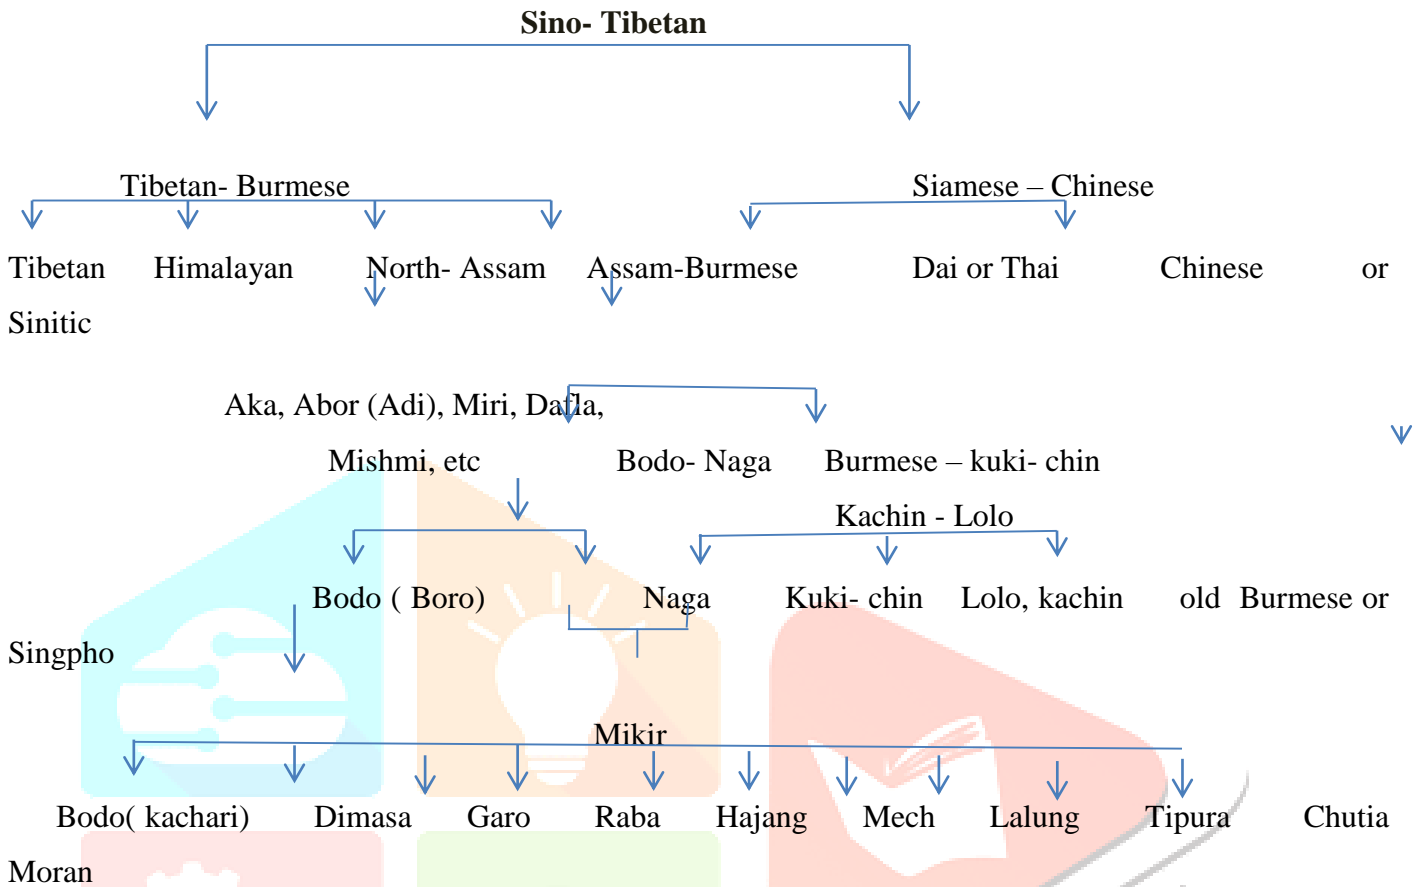 Sino- Tibetan
Tibetan- Burmese Siamese – Chinese
Tibetan Himalayan North- Assam Assam-Burmese Dai or Thai Chinese or
Sinitic
Aka, Abor (Adi), Miri, Dafla,
Mishmi, etc Bodo- Naga Burmese – kuki- chin
Kachin - Lolo
Bodo ( Boro) Naga Kuki- chin Lolo, kachin old Burmese or
Singpho
Mikir
Bodo( kachari) Dimasa Garo Raba Hajang Mech Lalung Tipura Chutia
Moran